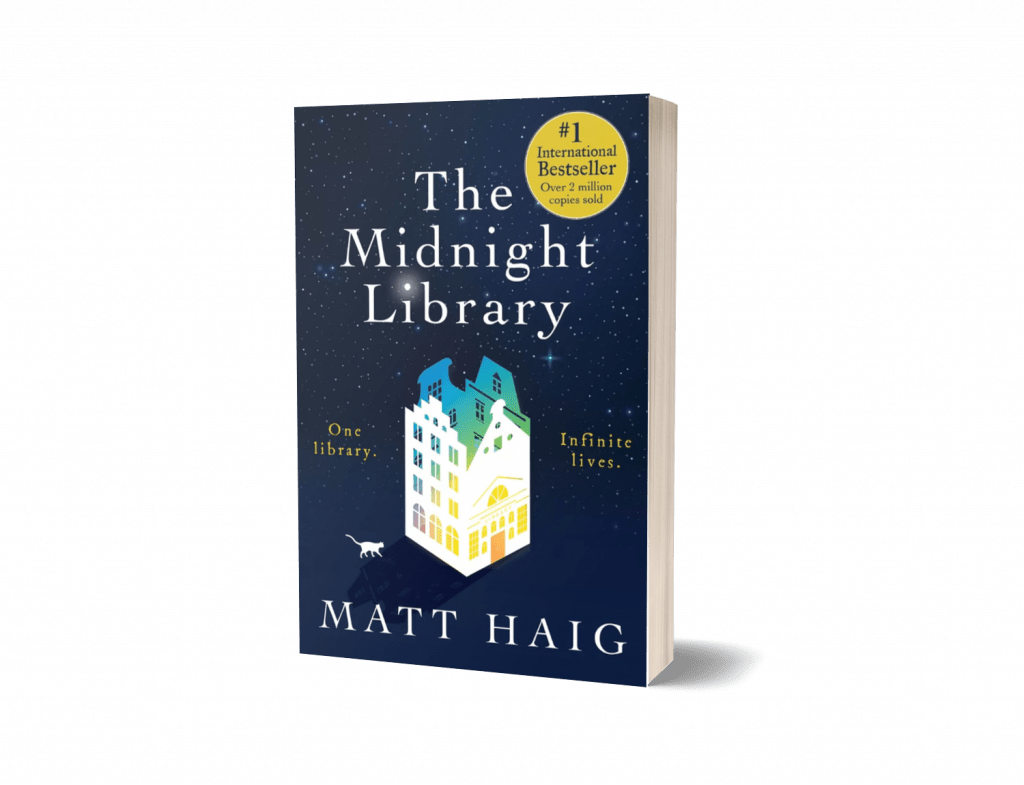 #1
International
Bestseller
Over 2 million
copies sold
The
Midnight
Library
One
library.
Infinite
lives.
MATT HAIG